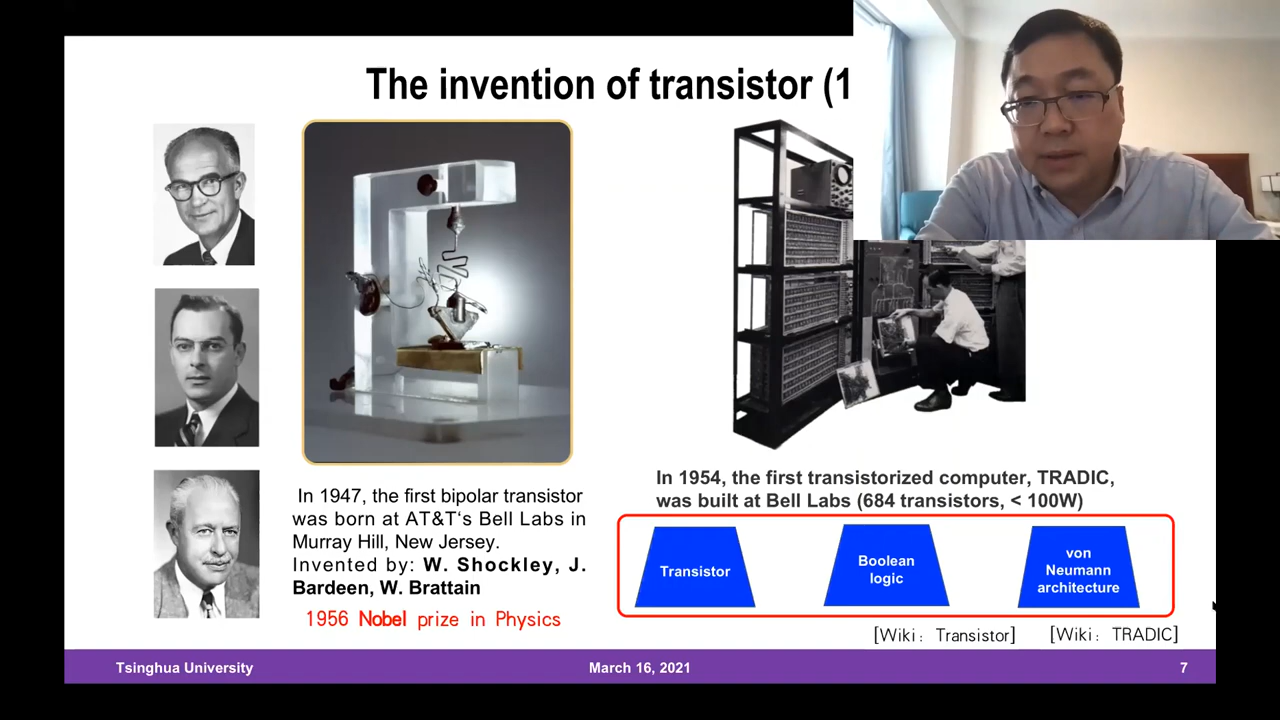 The invention of transistor (1
In 1947, the first bipolar transistor
was born at AT&T‘s Bell Labs in
Murray Hill, New Jersey.
Invented by: W. Shockley, J.
Bardeen, W. Brattain
1956 Nobel prize in Physics
In 1954, the first transistorized computer, TRADIC,
was built at Bell Labs (684 transistors, < 100W)
Transistor
Boolean
logic
von
Neumann
architecture
[Wiki: Transistor]
[Wiki: TRADIC]
Tsinghua University
March 16, 2021
7